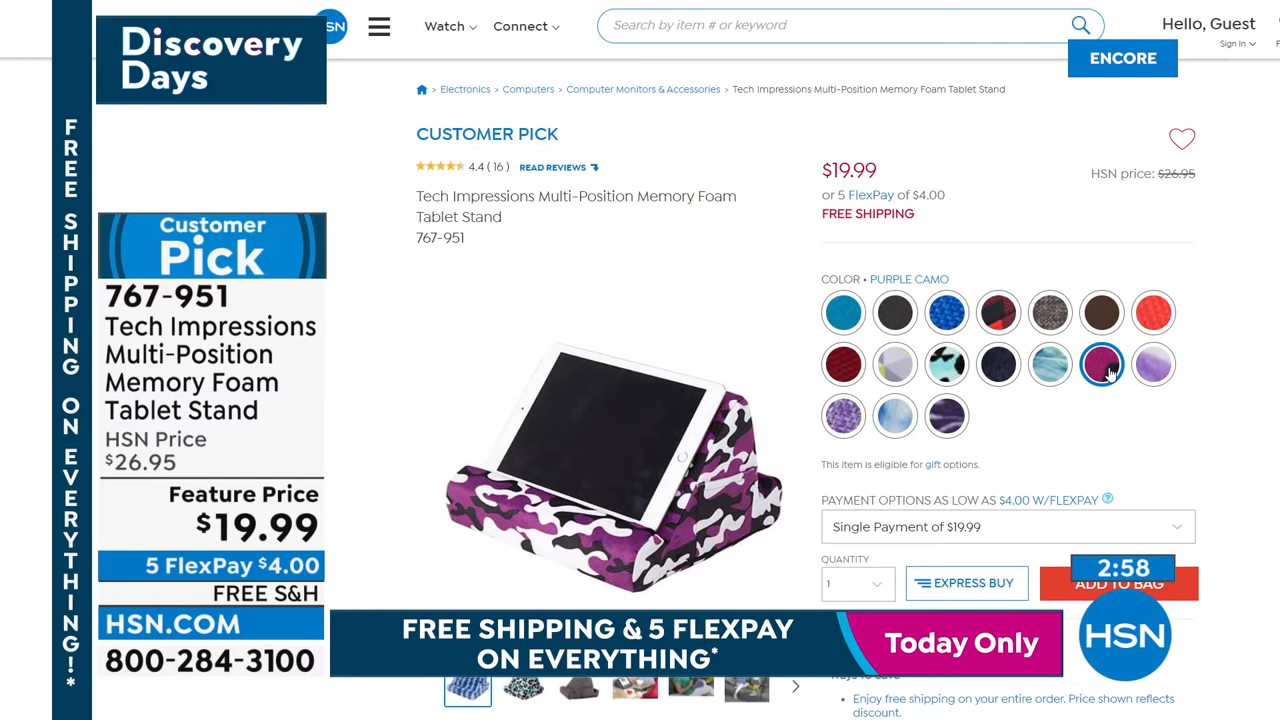 Discovery
Days
FREE SHIPPING ON EVERYTHING!*
Customer
Pick
767-951
Tech Impressions
Multi-Position
Memory Foam
Tablet Stand
HSN Price
$26.95
Feature Price
$19.99
5 FlexPay $4.00
FREE S&H
HSN.COM
800-284-3100
SN
Watch
Connect
Search by item # or keyword
Hello, Guest
Sign In
ENCORE
Electronics > Computers > Computer Monitors & Accessories > Tech Impressions Multi-Position Memory Foam Tablet Stand
CUSTOMER PICK
4.4 ( 16 ) READ REVIEWS
Tech Impressions Multi-Position Memory Foam
Tablet Stand
767-951
$19.99
HSN price: $26.95
or 5 FlexPay of $4.00
FREE SHIPPING
COLOR • PURPLE CAMO
This item is eligible for gift options.
PAYMENT OPTIONS AS LOW AS $4.00 W/FLEXPAY ?
Single Payment of $19.99
QUANTITY
1
EXPRESS BUY
2:58
ADD TO BAG
FREE SHIPPING & 5 FLEXPAY
ON EVERYTHING*
Today Only
HSN
• Enjoy free shipping on your entire order. Price shown reflects
discount.